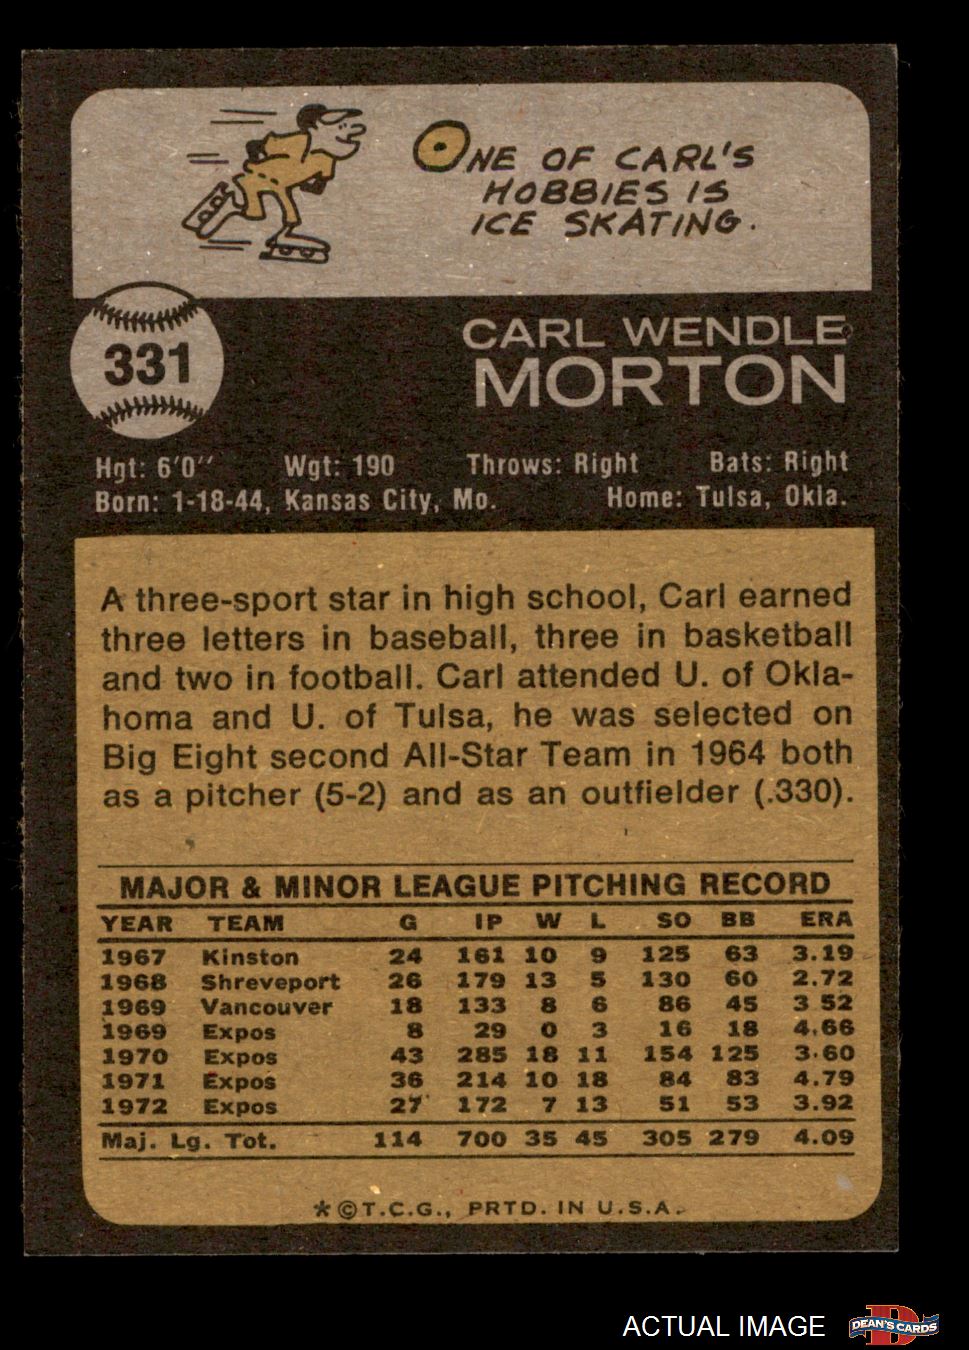 ONE OF CARL'S
HOBBIES IS
ICE SKATING.
331
CARL WENDLE
MORTON
Hgt: 6'0" Wgt: 190 Throws: Right Bats: Right
Born: 1-18-44, Kansas City, Mo. Home: Tulsa, Okla.
A three-sport star in high school, Carl earned
three letters in baseball, three in basketball
and two in football. Carl attended U. of Okla-
homa and U. of Tulsa, he was selected on
Big Eight second All-Star Team in 1964 both
as a pitcher (5-2) and as an outfielder (.330).
MAJOR & MINOR LEAGUE PITCHING RECORD
YEAR TEAM G IP W L SO BB ERA
1967 Kinston 24 161 10 9 125 63 3.19
1968 Shreveport 26 179 13 5 130 60 2.72
1969 Vancouver 18 133 8 6 86 45 3 52
1969 Expos 8 29 0 3 16 18 4.66
1970 Expos 43 285 18 11 154 125 3.60
1971 Expos 36 214 10 18 84 83 4.79
1972 Expos 27 172 7 13 51 53 3.92
Maj. Lg. Tot. 114 700 35 45 305 279 4.09
*©T.C.G., PRTD. IN U.S.A.
ACTUAL IMAGE
D
DEAN'S CARDS